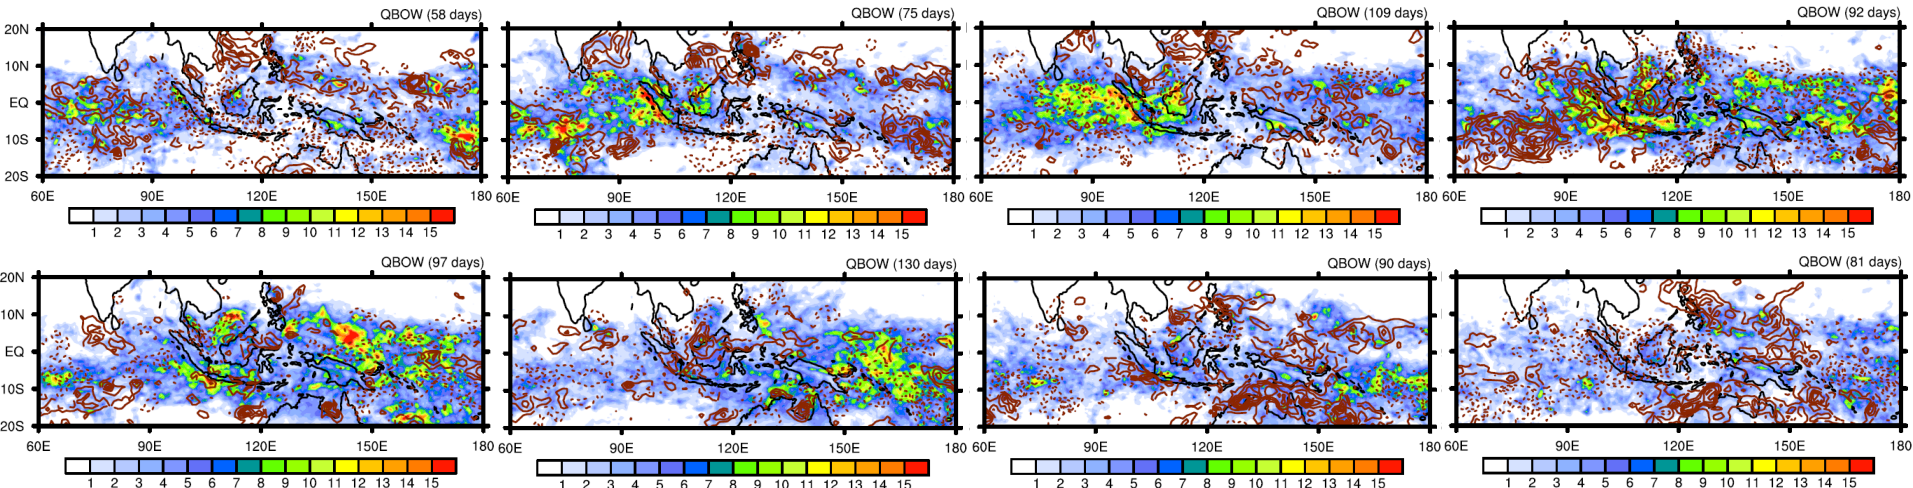 QBOW (58 days) QBOW (75 days) QBOW (109 days) QBOW (92 days)
20N
10N
EQ
10S
20S
60E 90E 120E 150E 180 60E 90E 120E 150E 180 60E 90E 120E 150E 180 60E 90E 120E 150E 180
1 2 3 4 5 6 7 8 9 10 11 12 13 14 15 1 2 3 4 5 6 7 8 9 10 11 12 13 14 15 1 2 3 4 5 6 7 8 9 10 11 12 13 14 15 1 2 3 4 5 6 7 8 9 10 11 12 13 14 15
QBOW (97 days) QBOW (130 days) QBOW (90 days) QBOW (81 days)
20N
10N
EQ
10S
20S
60E 90E 120E 150E 180 60E 90E 120E 150E 180 60E 90E 120E 150E 180 60E 90E 120E 150E 180
1 2 3 4 5 6 7 8 9 10 11 12 13 14 15 1 2 3 4 5 6 7 8 9 10 11 12 13 14 15 1 2 3 4 5 6 7 8 9 10 11 12 13 14 15 1 2 3 4 5 6 7 8 9 10 11 12 13 14 15